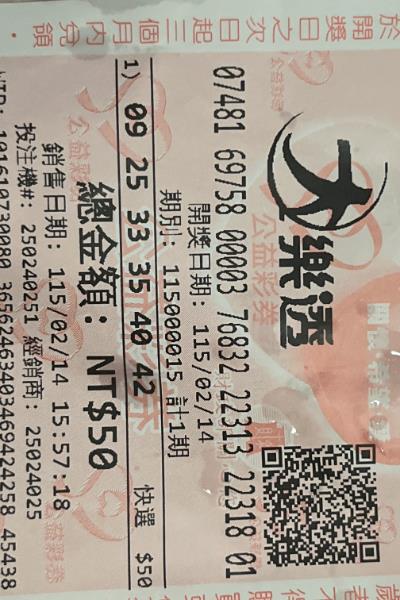 大樂透
07481 69758 00003 76832 22313 22318 01
開獎日期: 115/02/14
期別: 115000015 計1期
1) 09 25 33 35 40 42 快選 $50
總金額: NT$50
銷售日期: 115/02/14 15:57:18
投注機#: 250240251 經銷商: 25024025
於開獎日之次日起三個月內兌領
公益彩券